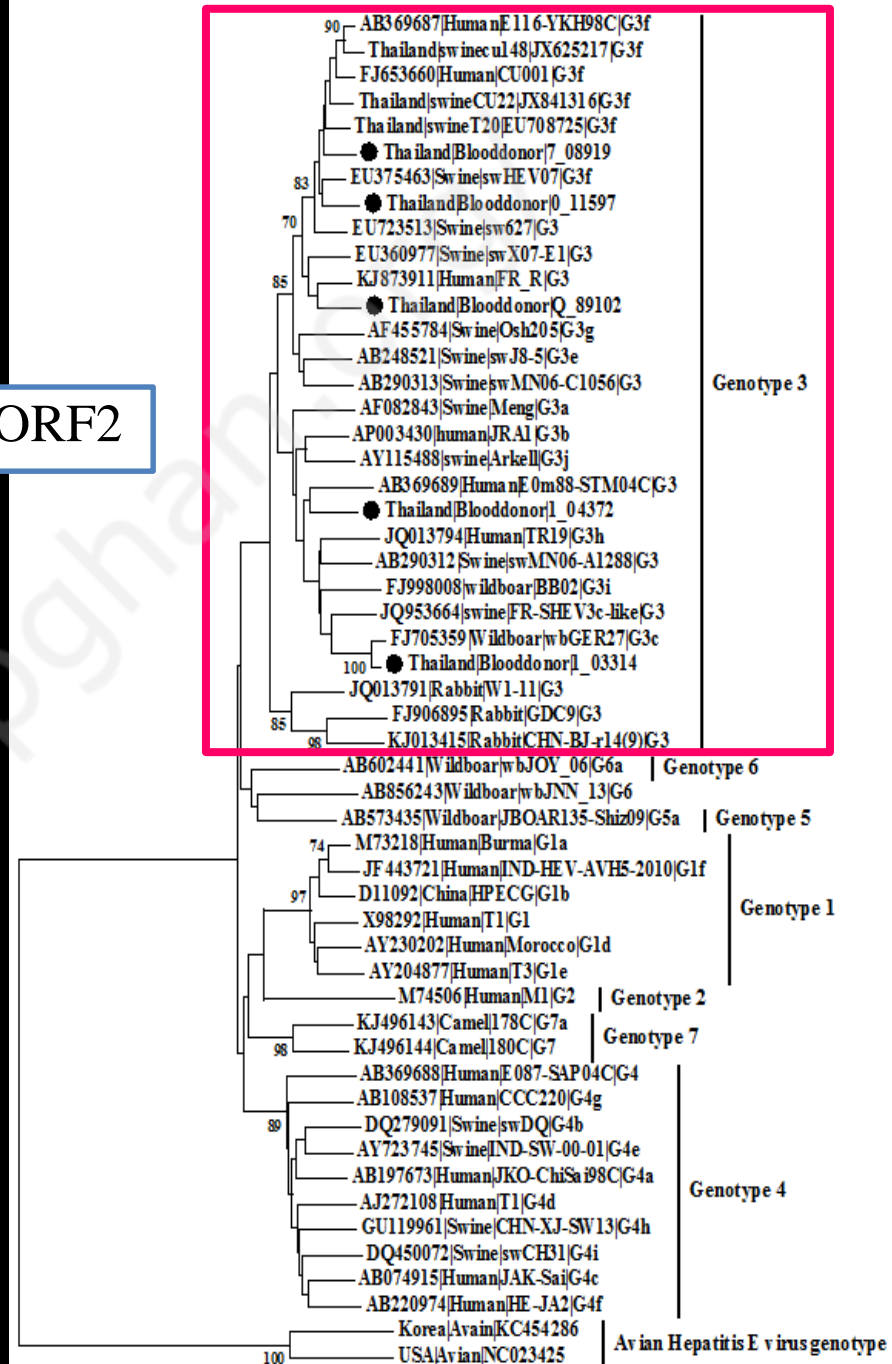 90
AB369687|Human|E116-YKH98C|G3f
Thailand|swinecu148|JX625217|G3f
FJ653660|Human|CU001|G3f
Thailand|swineCU22|JX841316|G3f
Thailand|swineT20|EU708725|G3f
Thailand|Blooddonor|7_08919
83
EU375463|Swine|swHEV07|G3f
Thailand|Blooddonor|0_11597
70
EU723513|Swine|sw627|G3
EU360977|Swine|swX07-E1|G3
85
KJ873911|Human|FR_R|G3
Thailand|Blooddonor|Q_89102
AF455784|Swine|Osh205|G3g
AB248521|Swine|swJ8-5|G3e
AB290313|Swine|swMN06-C1056|G3
Genotype 3
AF082843|Swine|Meng|G3a
ORF2
AP003430|human|JRA1|G3b
AY115488|swine|Arkell|G3j
AB369689|Human|E0m88-STM04C|G3
Thailand|Blooddonor|1_04372
JQ013794|Human|TR19|G3h
AB290312|Swine|swMN06-A1288|G3
FJ998008|wildboar|BB02|G3i
JQ953664|swine|FR-SHEV3c-like|G3
FJ705359|Wildboar|wbGER27|G3c
100
Thailand|Blooddonor|1_03314
JQ013791|Rabbit|W1-11|G3
85
FJ906895|Rabbit|GDC9|G3
98
KJ013415|Rabbit|CHN-BJ-r14(9)|G3
AB602441|Wildboar|wbJOY_06|G6a
Genotype 6
AB856243|Wildboar|wbJNN_13|G6
AB573435|Wildboar|JBOAR135-Shiz09|G5a
Genotype 5
74
M73218|Human|Burma|G1a
JF443721|Human|IND-HEV-AVH5-2010|G1f
97
D11092|China|HPECG|G1b
Genotype 1
X98292|Human|T1|G1
AY230202|Human|Morocco|G1d
AY204877|Human|T3|G1e
M74506|Human|M1|G2
Genotype 2
KJ496143|Camel|178C|G7a
Genotype 7
98
KJ496144|Camel|180C|G7
AB369688|Human|E087-SAP04C|G4
AB108537|Human|CCC220|G4g
89
DQ279091|Swine|swDQ|G4b
AY723745|Swine|IND-SW-00-01|G4e
AB197673|Human|JKO-ChiSai98C|G4a
Genotype 4
AJ272108|Human|T1|G4d
GU119961|Swine|CHN-XJ-SW13|G4h
DQ450072|Swine|swCH31|G4i
AB074915|Human|JAK-Sai|G4c
AB220974|Human|HE-JA2|G4f
Korea|Avain|KC454286
Avian Hepatitis E virus genotype
100
USA|Avian|NC023425